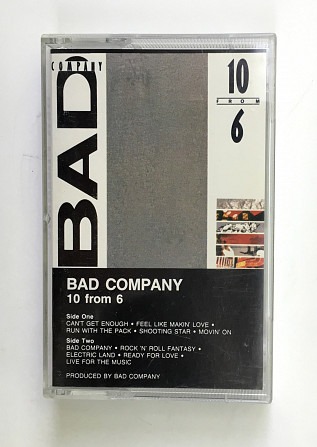 BAD
COMPANY
10
FROM
6
BAD COMPANY
10 from 6
Side One
CAN'T GET ENOUGH • FEEL LIKE MAKIN' LOVE •
RUN WITH THE PACK • SHOOTING STAR • MOVIN' ON
Side Two
BAD COMPANY • ROCK 'N' ROLL FANTASY •
ELECTRIC LAND • READY FOR LOVE •
LIVE FOR THE MUSIC
PRODUCED BY BAD COMPANY